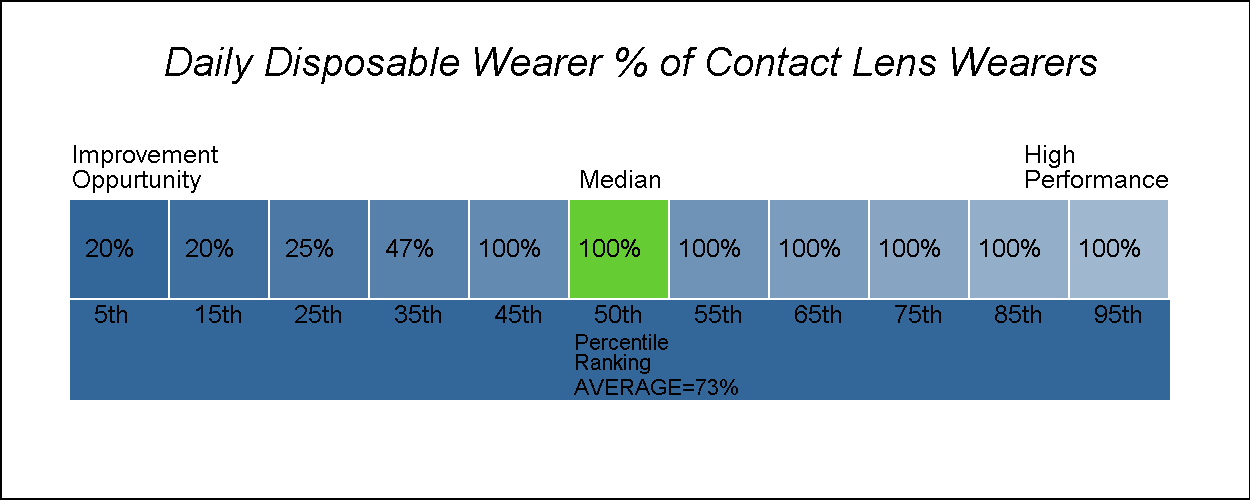 Daily Disposable Wearer % of Contact Lens Wearers
Improvement
Oppurtunity
Median
High
Performance
20% 20% 25% 47% 100% 100% 100% 100% 100% 100% 100%
5th 15th 25th 35th 45th 50th 55th 65th 75th 85th 95th
Percentile
Ranking
AVERAGE=73%